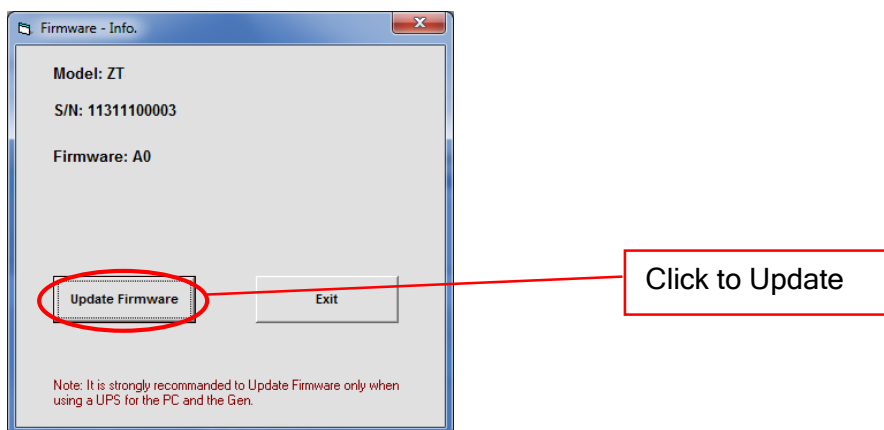 Firmware - Info.
Model: ZT
S/N: 11311100003
Firmware: A0
Update Firmware
Exit
Click to Update
Note: It is strongly recommanded to Update Firmware only when
using a UPS for the PC and the Gen.